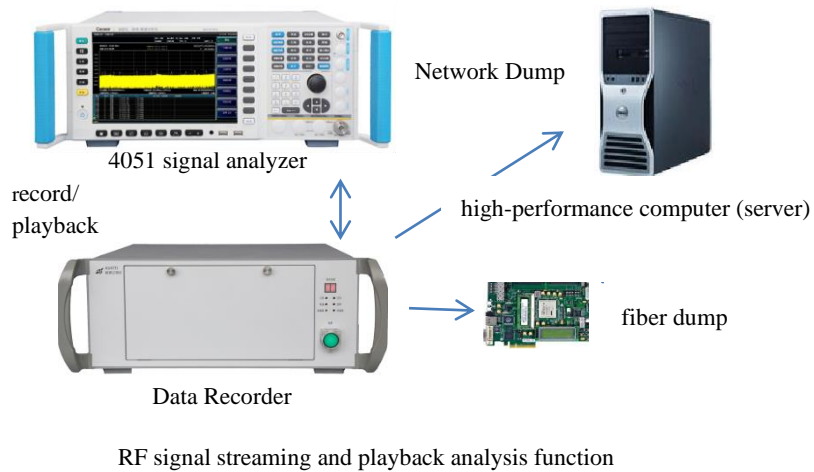 Network Dump
4051 signal analyzer
record/
playback
high-performance computer (server)
fiber dump
Data Recorder
RF signal streaming and playback analysis function